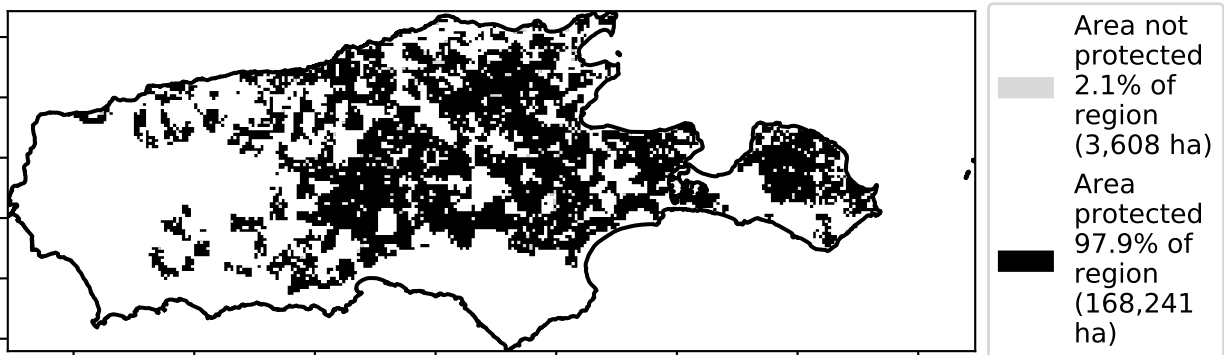 Area not
protected
2.1% of
region
(3,608 ha)
Area
protected
97.9% of
region
(168,241
ha)